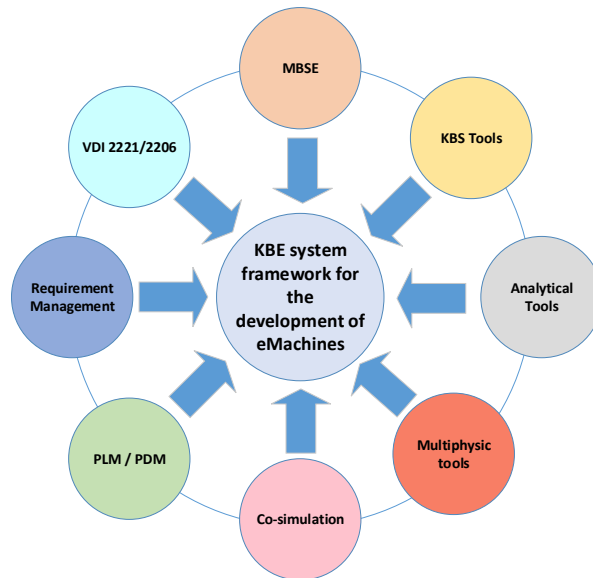 MBSE
VDI 2221/2206
KBS Tools
KBE system
framework for
the
development of
eMachines
Requirement
Management
Analytical
Tools
PLM / PDM
Multiphysic
tools
Co-simulation